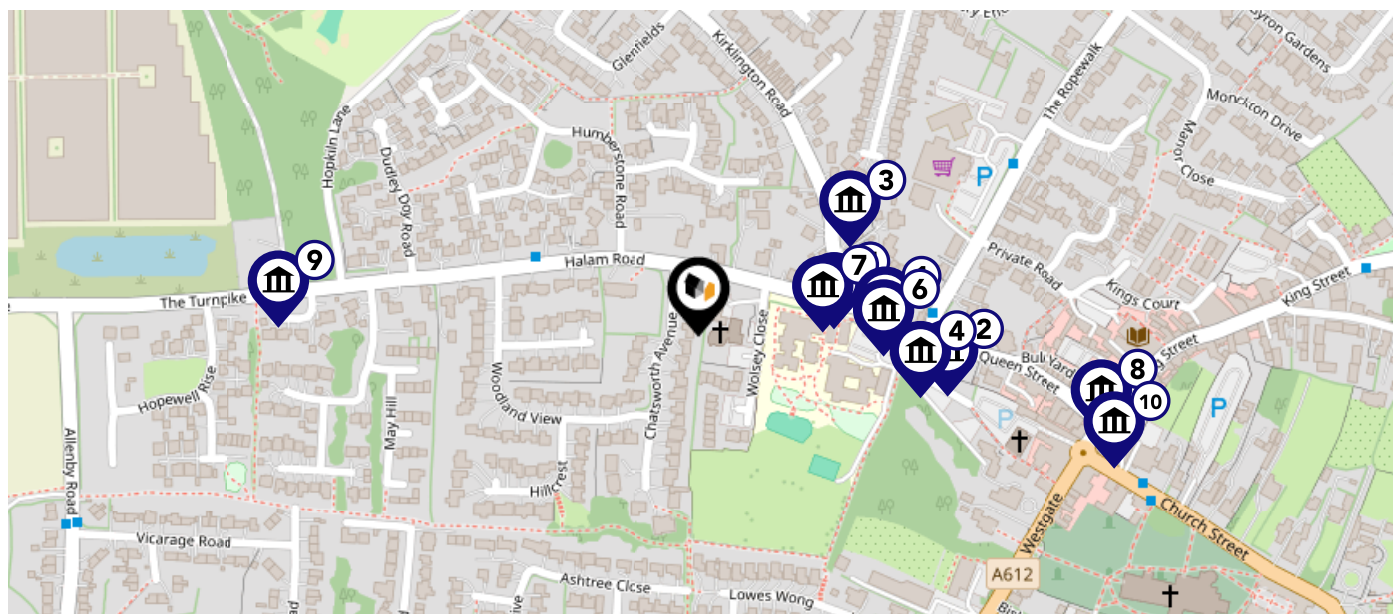 Glenfields
Kirklington Road
The Ropewalk
Byron Gardens
Monckton Drive
Manor Close
Hopkiln Lane
Dudley Doy Road
Humberstone Road
P
3
9
Halam Road
7
6
Private Road
Kings Court
King Street
The Turnpike
4
2
Queen Street
8
10
P
P
Hopewell Rise
May Hill
Woodland View
Chatsworth Avenue
Wolsey Close
Allenby Road
Hillcrest
Vicarage Road
Ashtree Close
Lowes Wong
Westgate
Church Street
A612